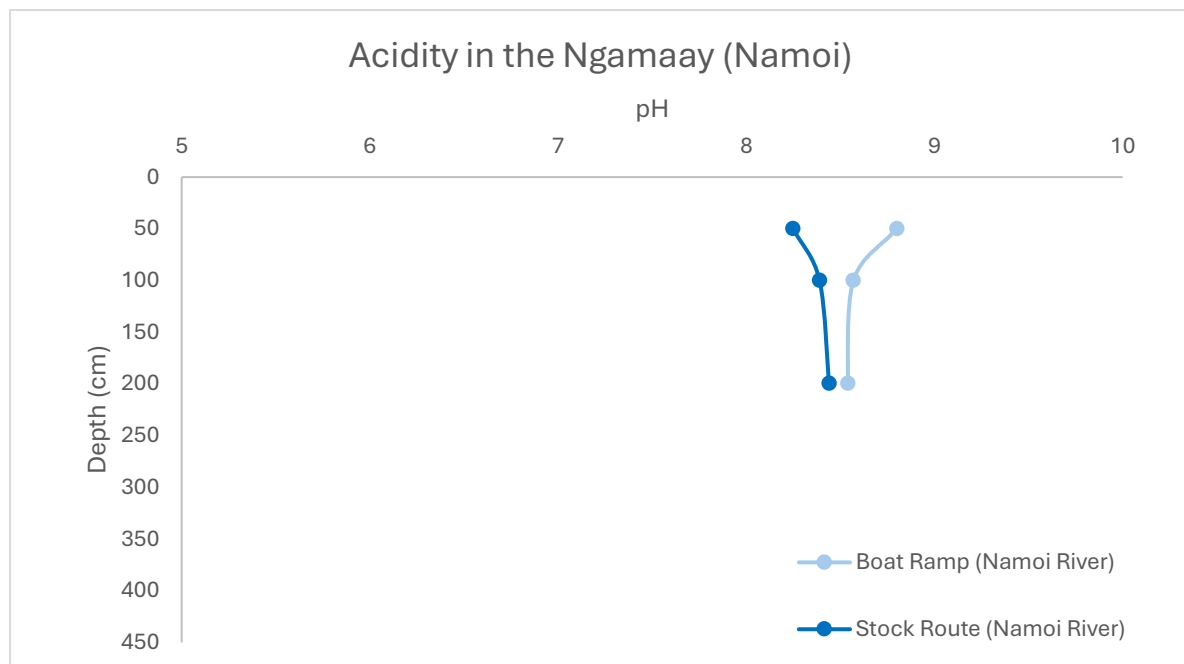 Acidity in the Ngamaay (Namoi)
pH
5 6 7 8 9 10
0
50
100
150
200
250
300
350
400
450
Depth (cm)
Boat Ramp (Namoi River)
Stock Route (Namoi River)